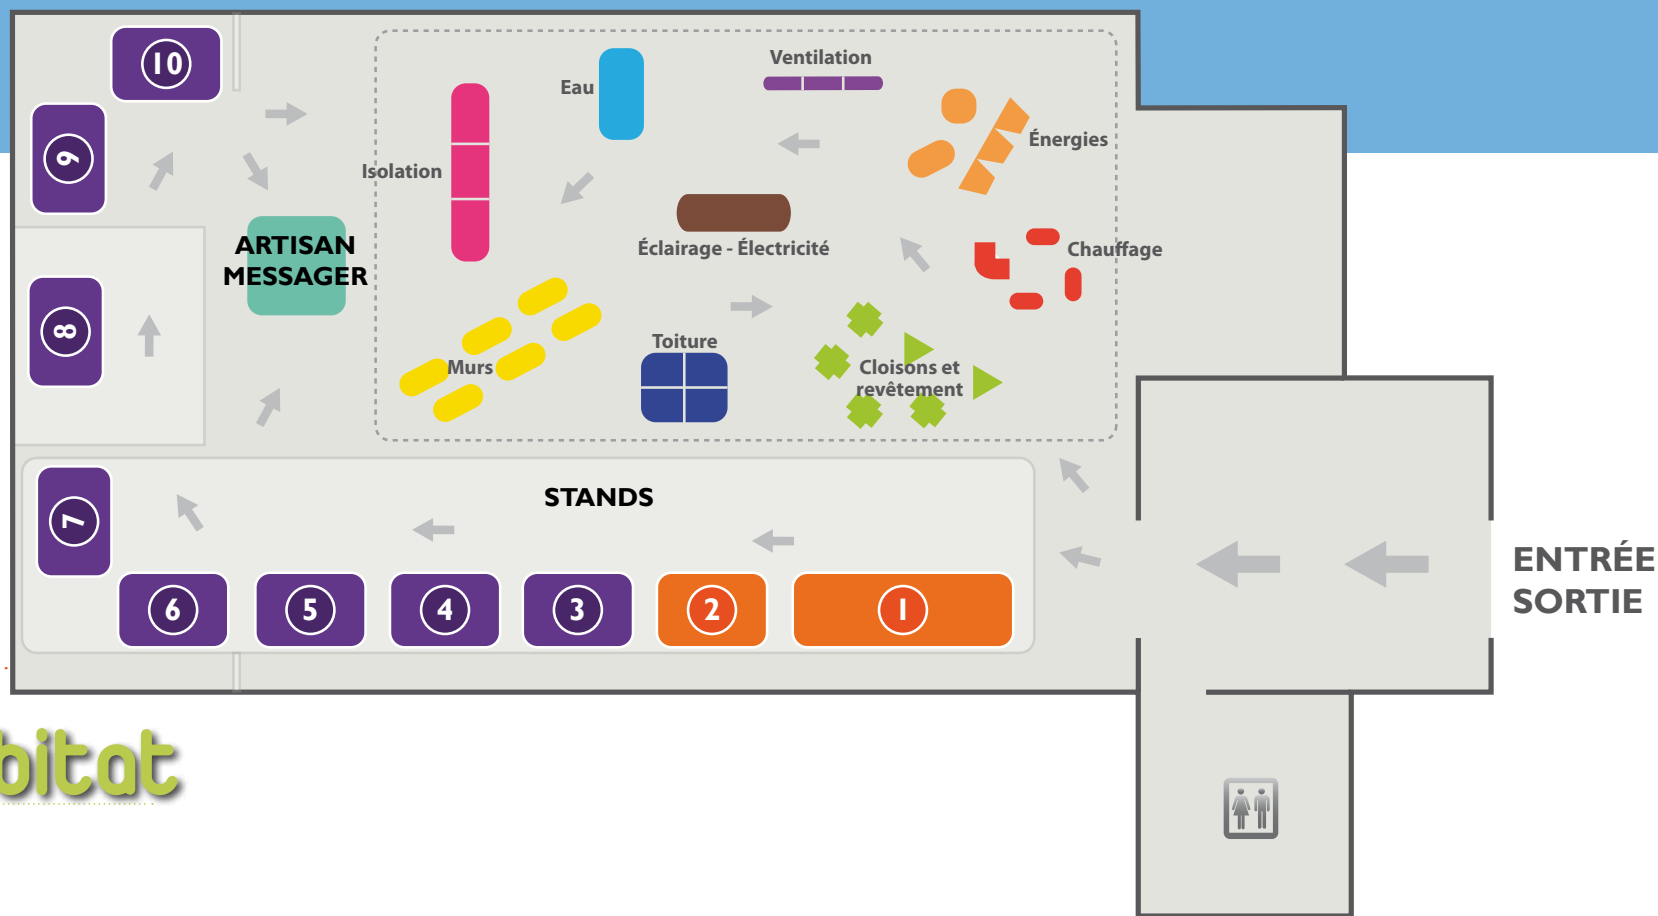 10
Ventilation
Eau
9
Énergies
Isolation
ARTISAN
MESSAGER
Éclairage - Électricité
Chauffage
8
Toiture
Murs
Cloisons et
revêtement
STANDS
7
ENTRÉE
SORTIE
6
5
4
3
2
1
bitat